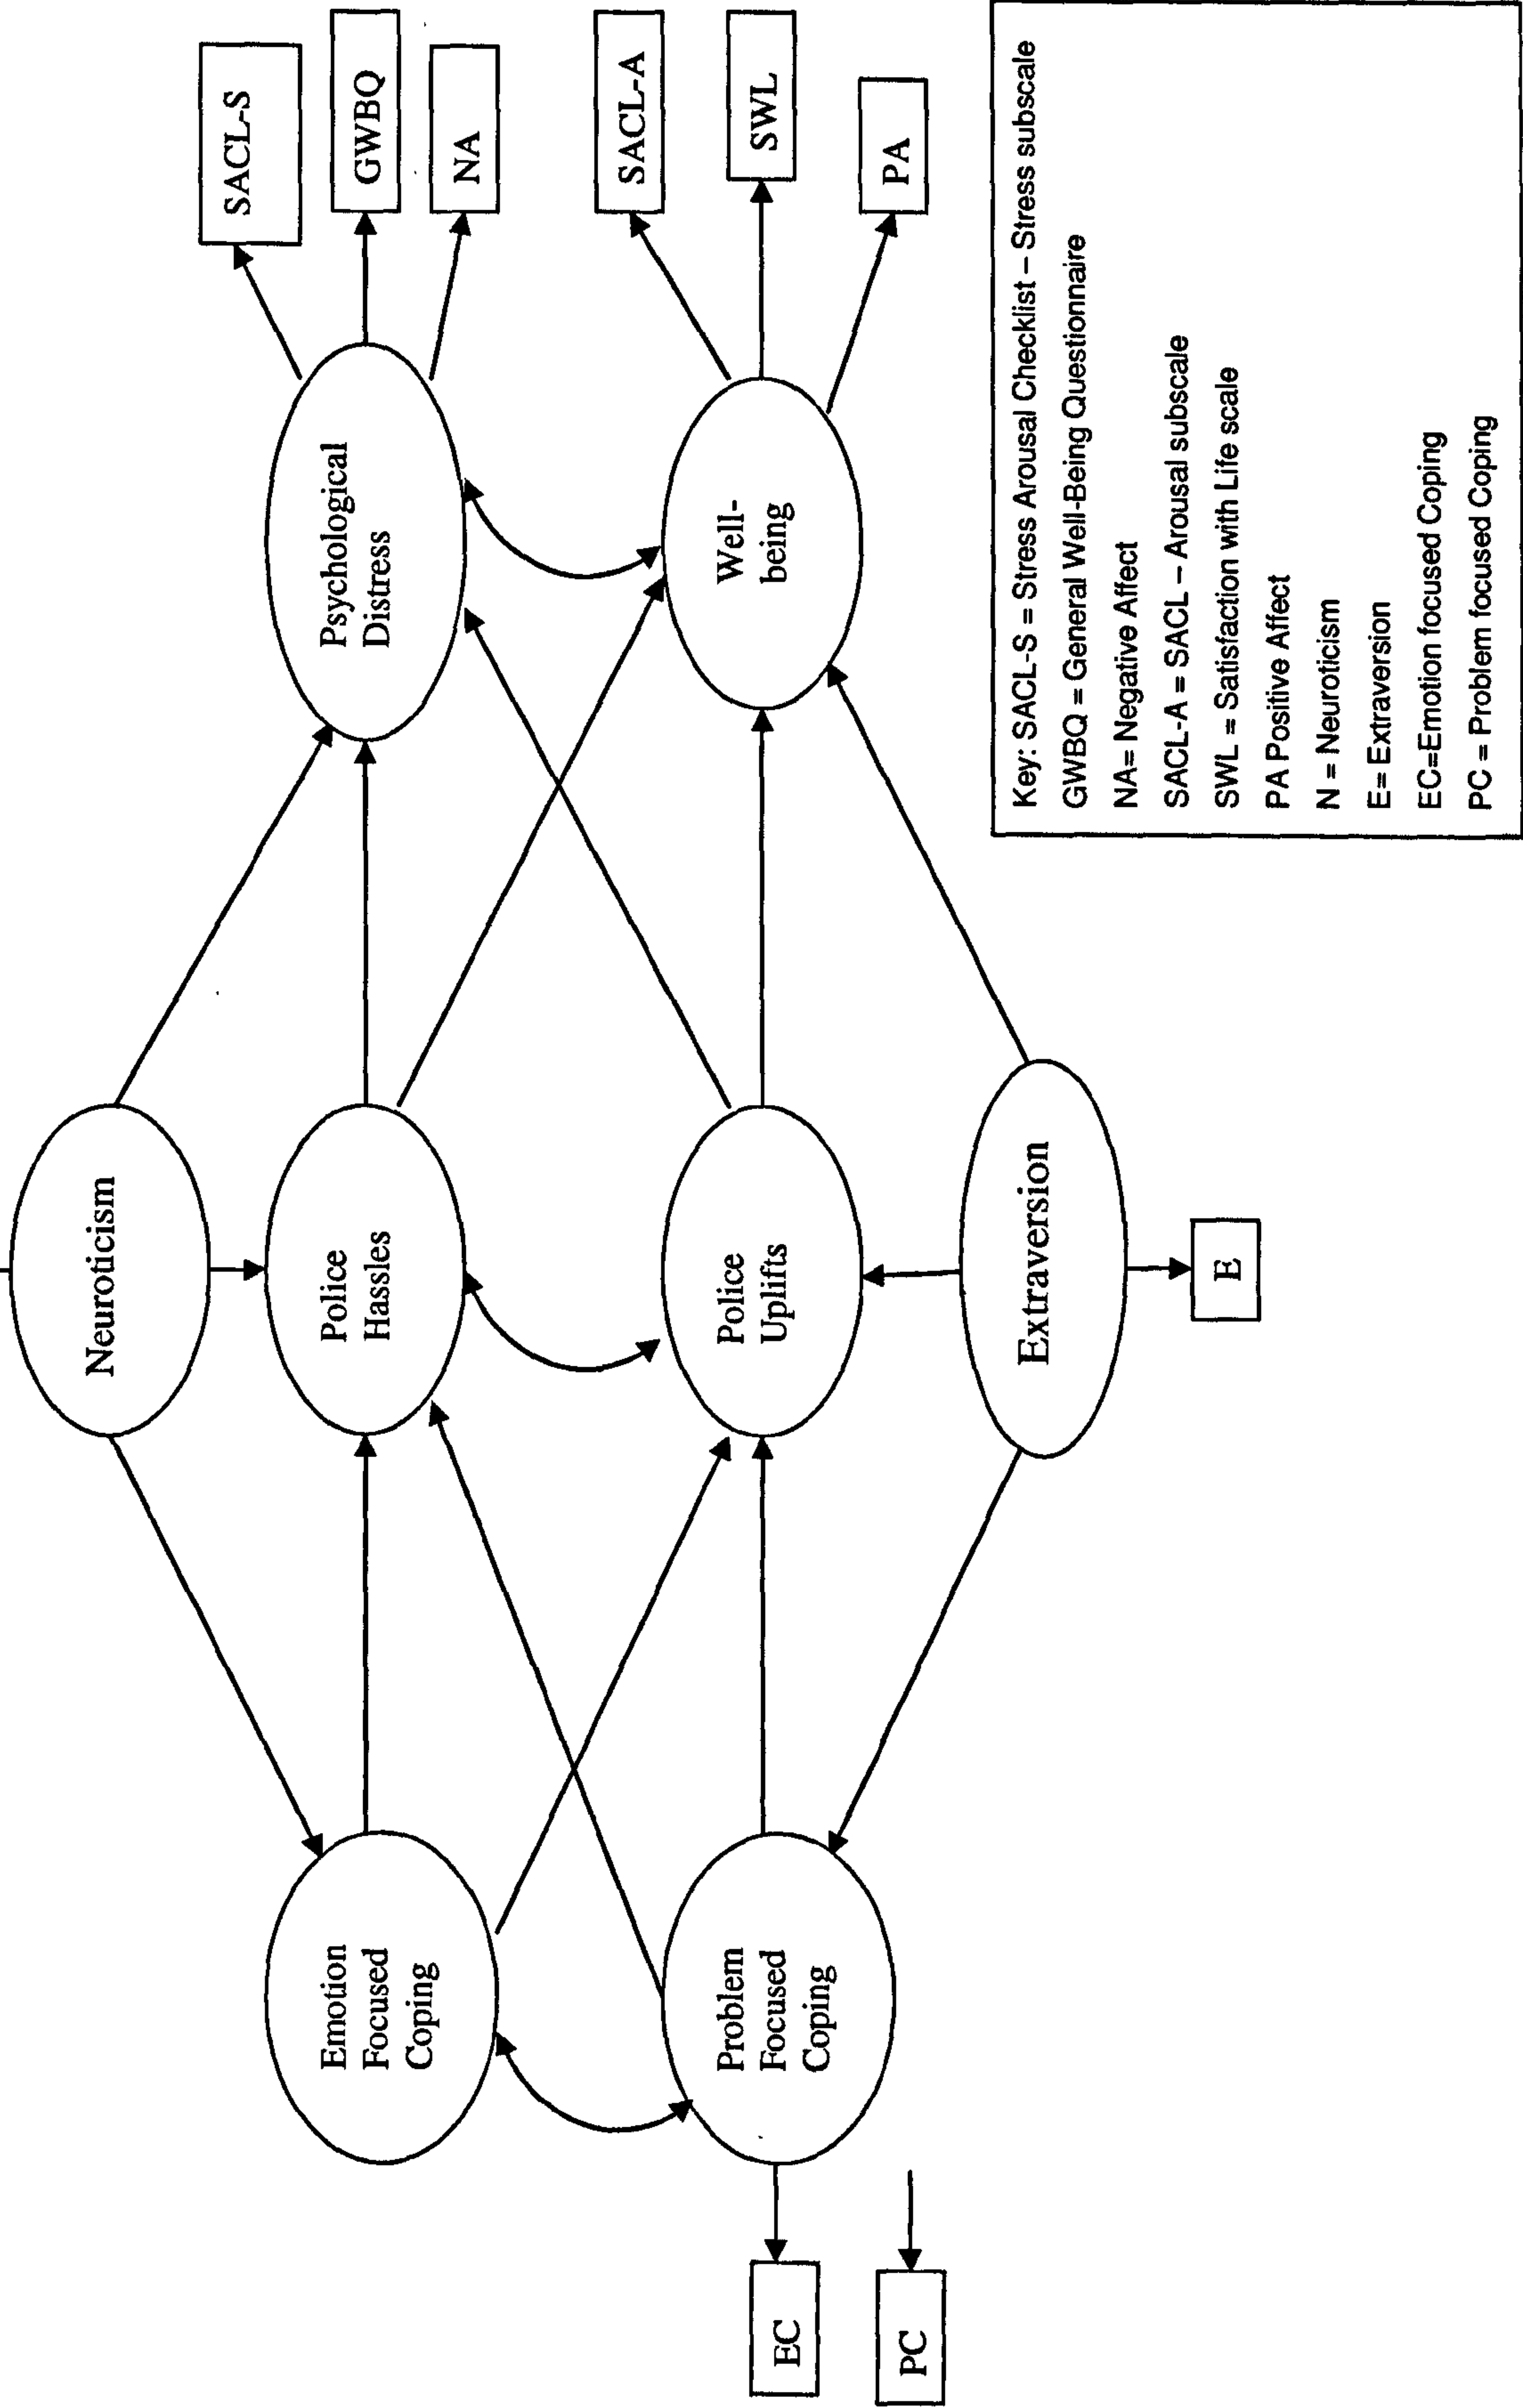 Neuroticism
Emotion
Focused
Coping
Police
Hassles
Psychological
Distress
SACL-S
GWBQ
NA
Problem
Focused
Coping
Police
Uplifts
Well-
being
SACL-A
SWL
PA
EC
PC
Extraversion
E
Key: SACL-S = Stress Arousal Checklist – Stress subscale
GWBQ = General Well-Being Questionnaire
NA= Negative Affect
SACL-A = SACL – Arousal subscale
SWL = Satisfaction with Life scale
PA Positive Affect
N = Neuroticism
E= Extraversion
EC=Emotion focused Coping
PC = Problem focused Coping